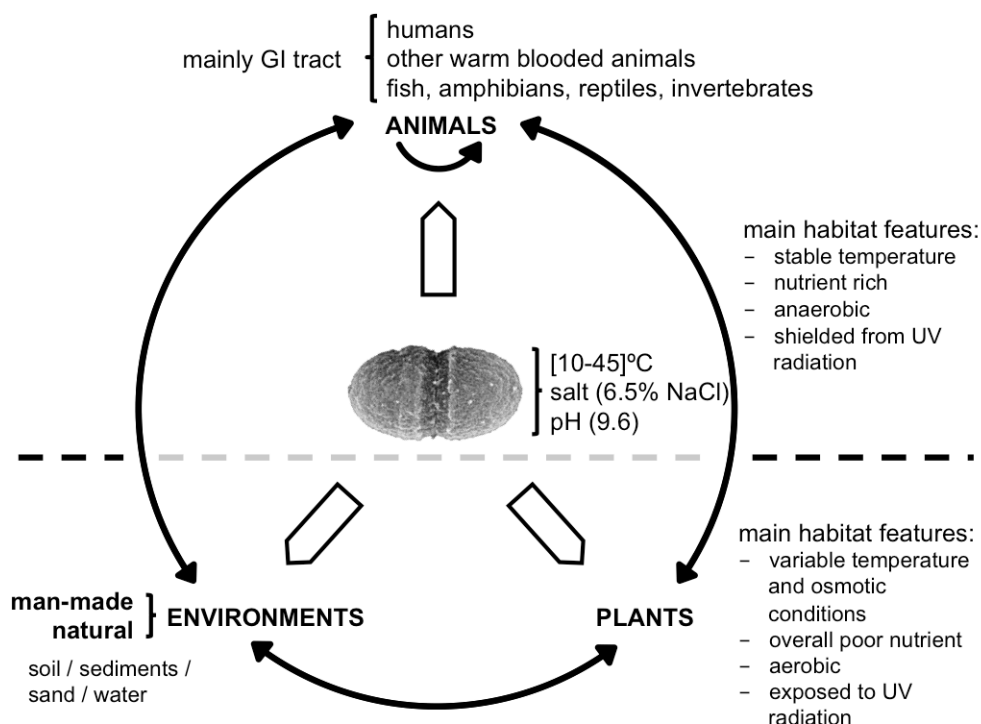 mainly GI tract
humans
other warm blooded animals
fish, amphibians, reptiles, invertebrates
ANIMALS
main habitat features:
– stable temperature
– nutrient rich
– anaerobic
– shielded from UV
radiation
[10-45]ºC
salt (6.5% NaCl)
pH (9.6)
main habitat features:
– variable temperature
and osmotic
conditions
– overall poor nutrient
– aerobic
– exposed to UV
radiation
man-made
natural
ENVIRONMENTS
PLANTS
soil / sediments /
sand / water